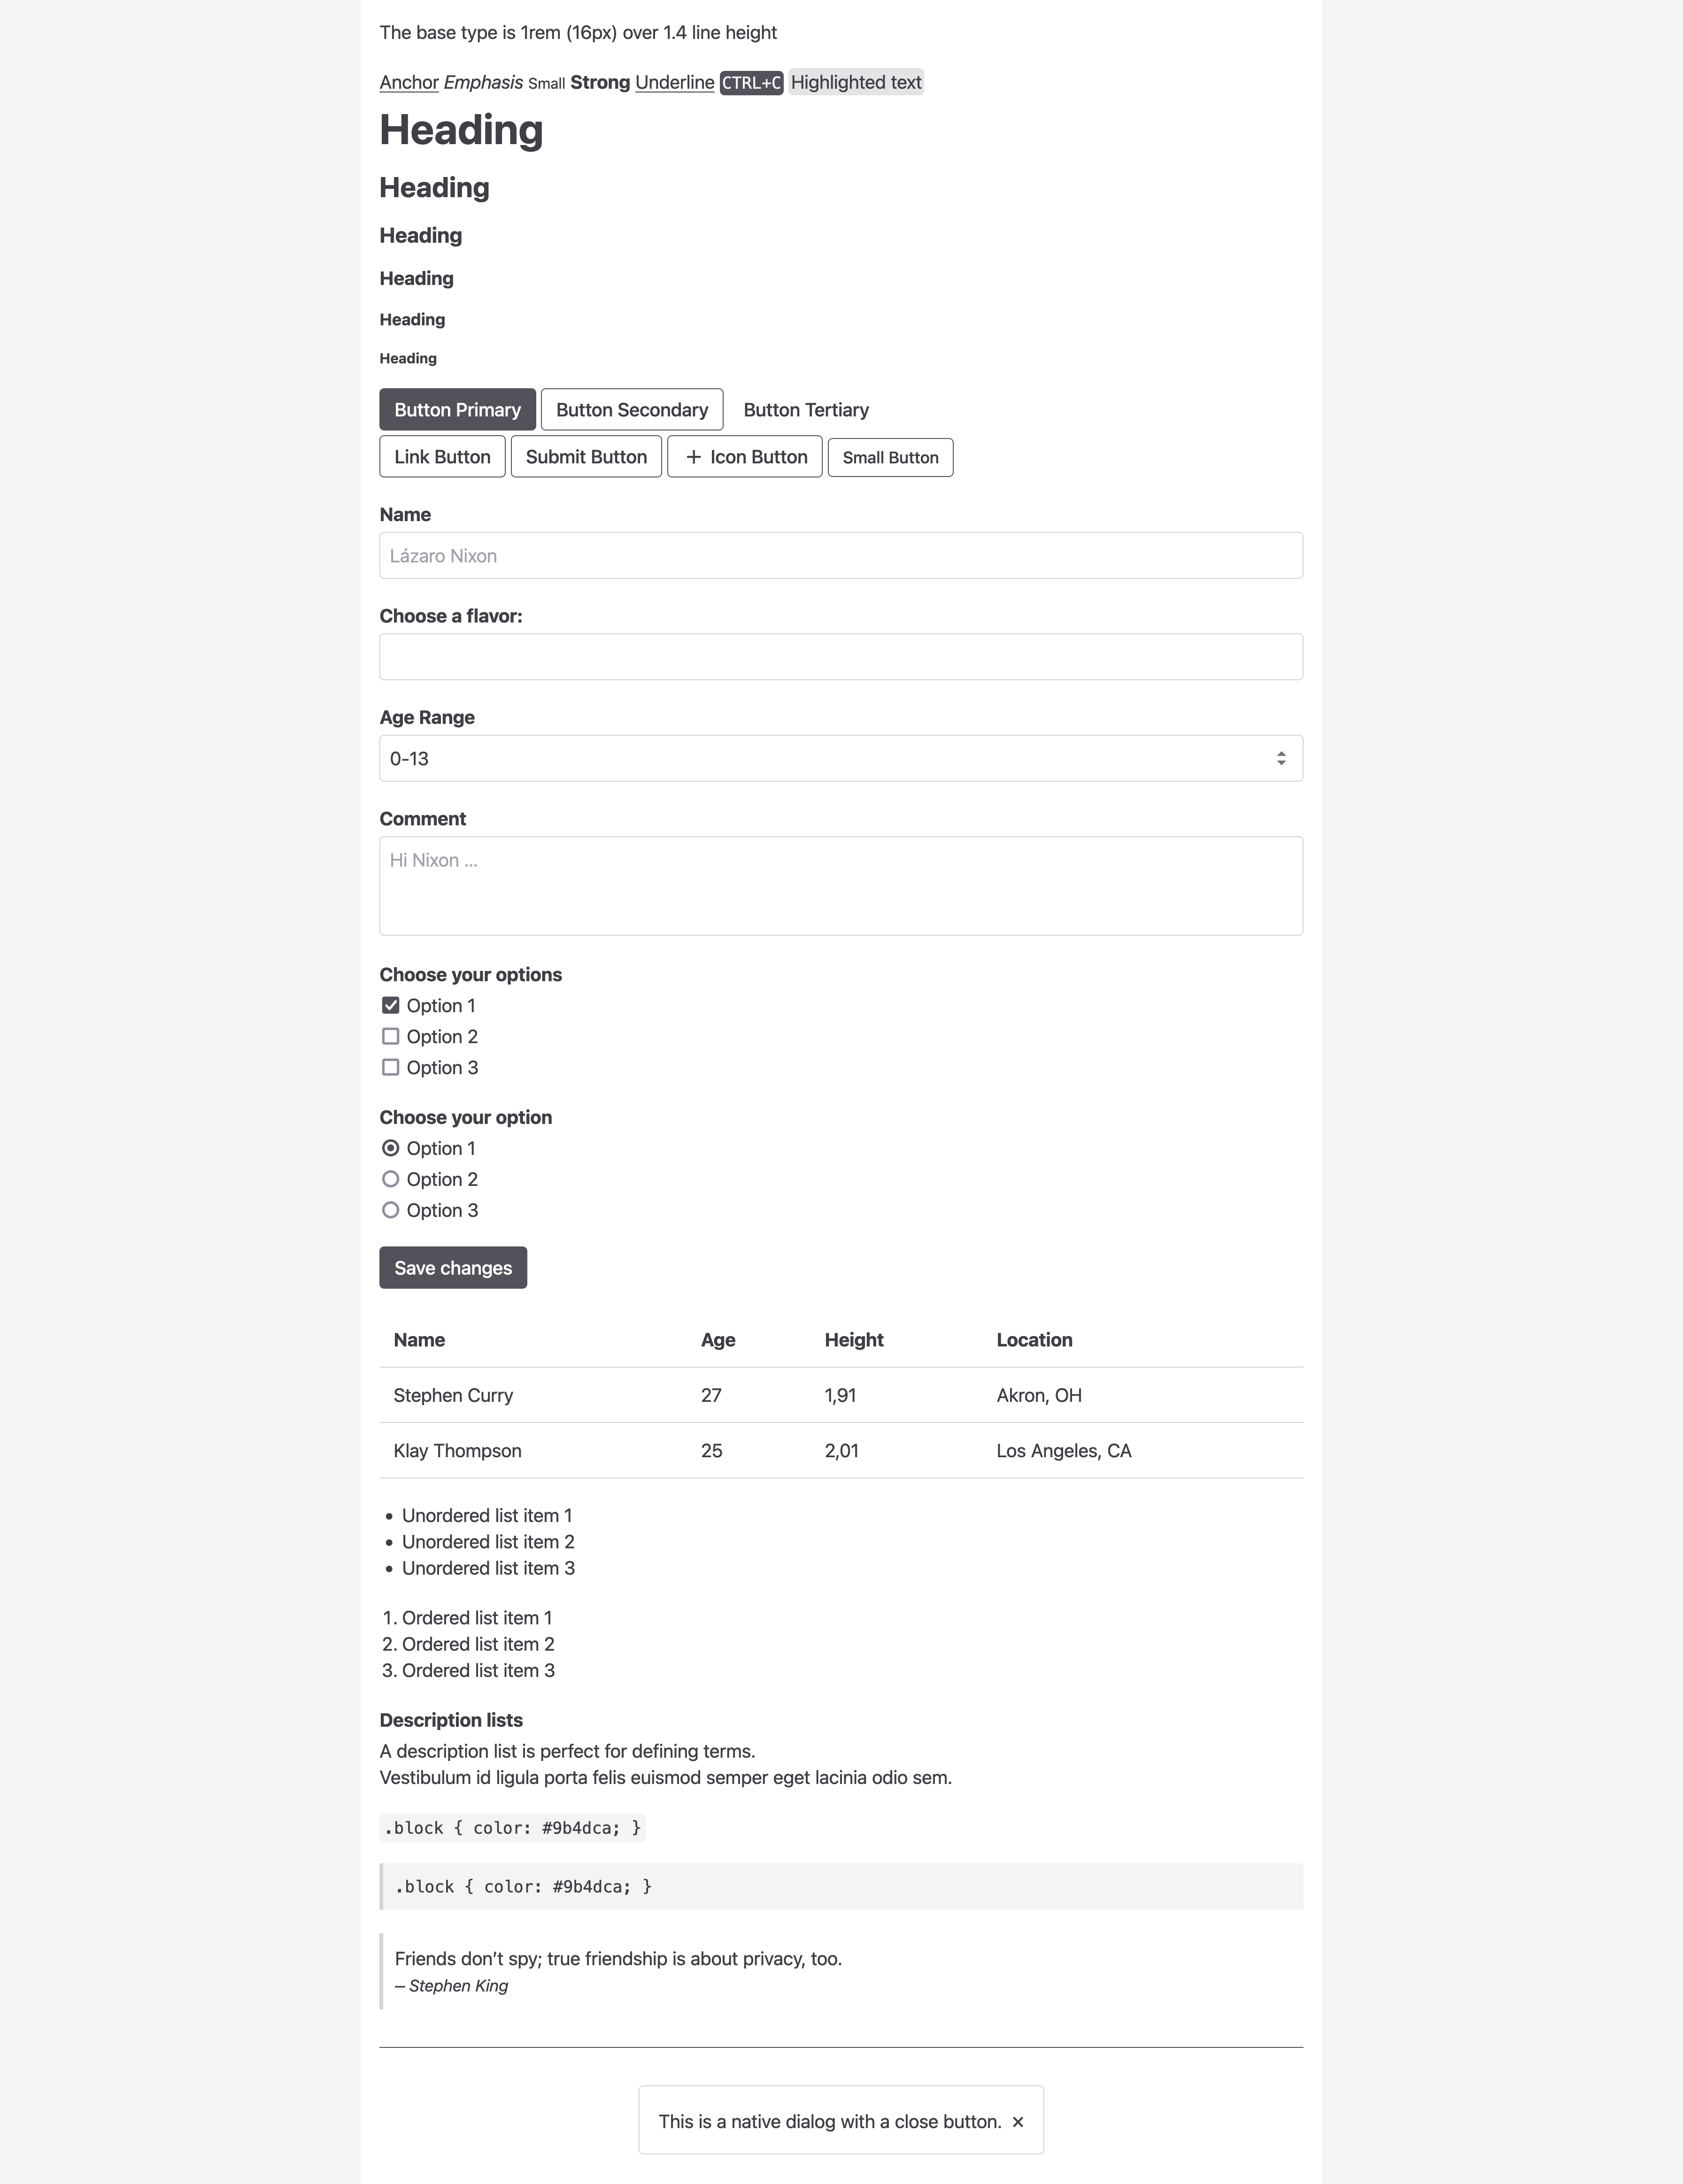 The base type is 1rem (16px) over 1.4 line height
Anchor Emphasis Small Strong Underline CTRL+C Highlighted text
Heading
Heading
Heading
Heading
Heading
Heading
Button Primary Button Secondary Button Tertiary
Link Button Submit Button + Icon Button Small Button
Name
Lázaro Nixon
Choose a flavor:
Age Range
0-13
Comment
Hi Nixon ...
Choose your options
Option 1
Option 2
Option 3
Choose your option
Option 1
Option 2
Option 3
Save changes
Name Age Height Location
Stephen Curry 27 1,91 Akron, OH
Klay Thompson 25 2,01 Los Angeles, CA
• Unordered list item 1
• Unordered list item 2
• Unordered list item 3
1. Ordered list item 1
2. Ordered list item 2
3. Ordered list item 3
Description lists
A description list is perfect for defining terms.
Vestibulum id ligula porta felis euismod semper eget lacinia odio sem.
.block { color: #9b4dca; }
.block { color: #9b4dca; }
Friends don’t spy; true friendship is about privacy, too.
– Stephen King
This is a native dialog with a close button. ×